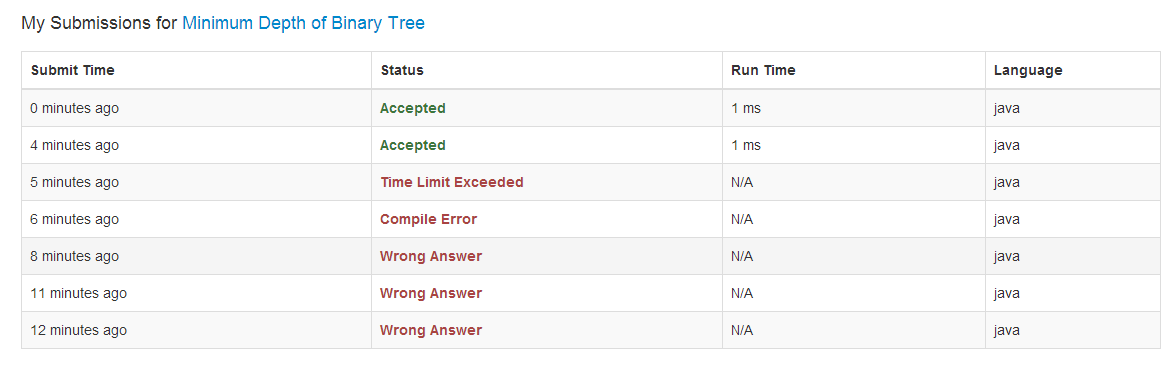 My Submissions for Minimum Depth of Binary Tree
Submit Time Status Run Time Language
0 minutes ago Accepted 1 ms java
4 minutes ago Accepted 1 ms java
5 minutes ago Time Limit Exceeded N/A java
6 minutes ago Compile Error N/A java
8 minutes ago Wrong Answer N/A java
11 minutes ago Wrong Answer N/A java
12 minutes ago Wrong Answer N/A java